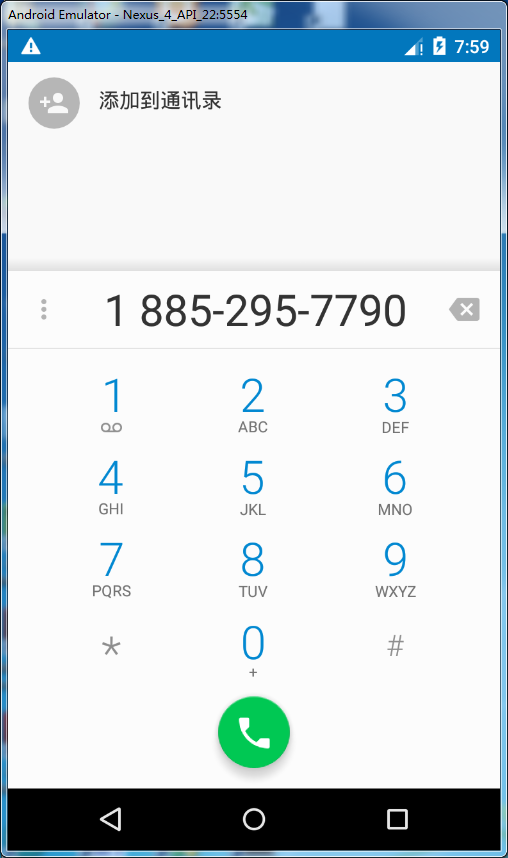 Android Emulator - Nexus_4_API_22:5554
7:59
添加到通讯录
1 885-295-7790
1
2
ABC
3
DEF
4
GHI
5
JKL
6
MNO
7
PQRS
8
TUV
9
WXYZ
*
0
+
#